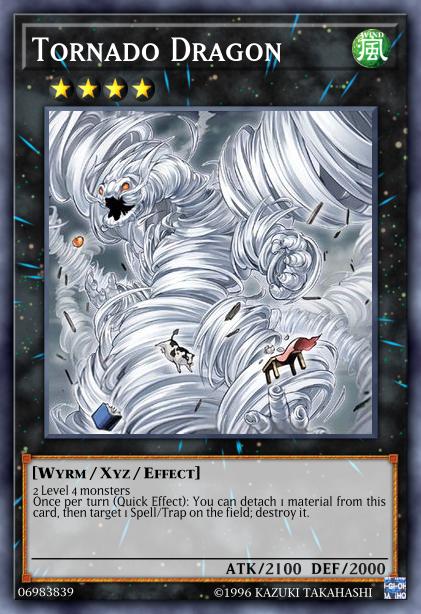 Tornado Dragon
WIND
風
[Wyrm / Xyz / Effect]
2 Level 4 monsters
Once per turn (Quick Effect): You can detach 1 material from this
card, then target 1 Spell/Trap on the field; destroy it.
ATK/2100 DEF/2000
06983839
©1996 KAZUKI TAKAHASHI